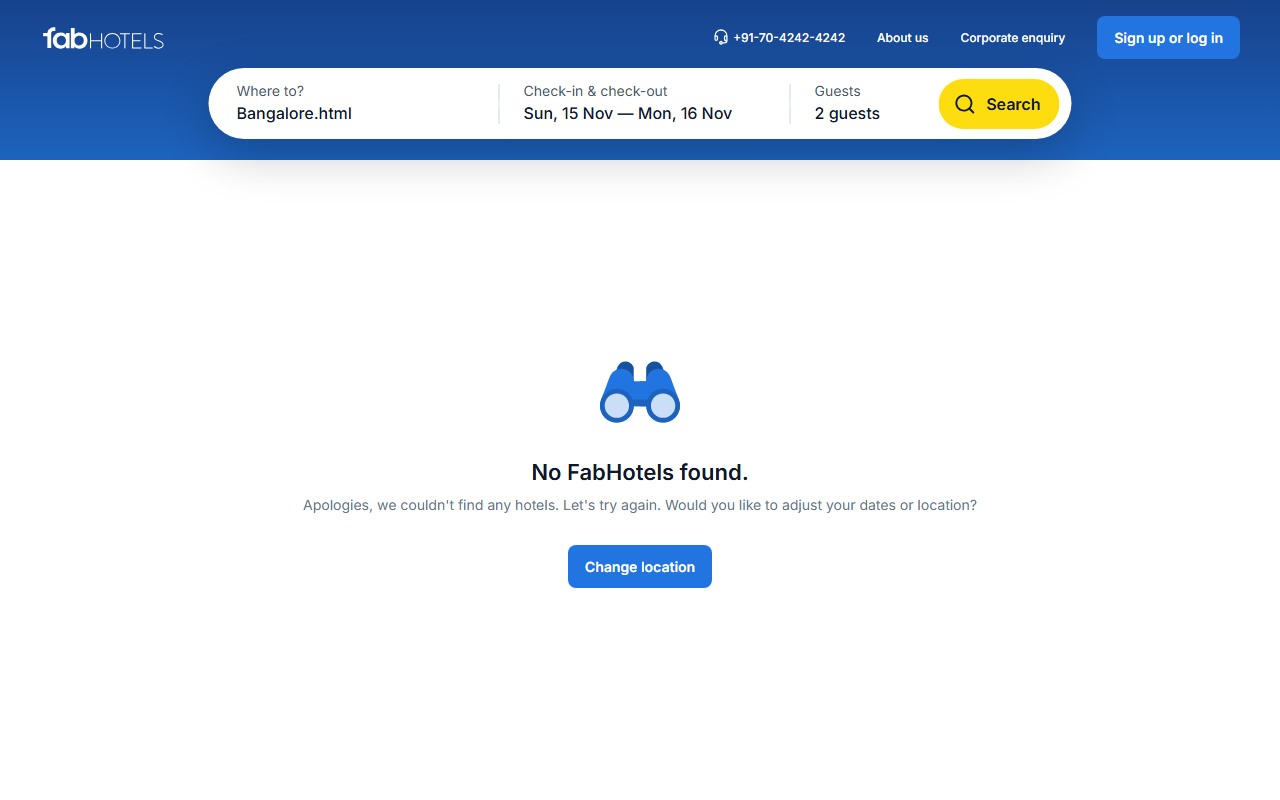 fabHOTELS
+91-70-4242-4242
About us
Corporate enquiry
Sign up or log in
Where to?
Bangalore.html
Check-in & check-out
Sun, 15 Nov — Mon, 16 Nov
Guests
2 guests
Search
No FabHotels found.
Apologies, we couldn't find any hotels. Let's try again. Would you like to adjust your dates or location?
Change location